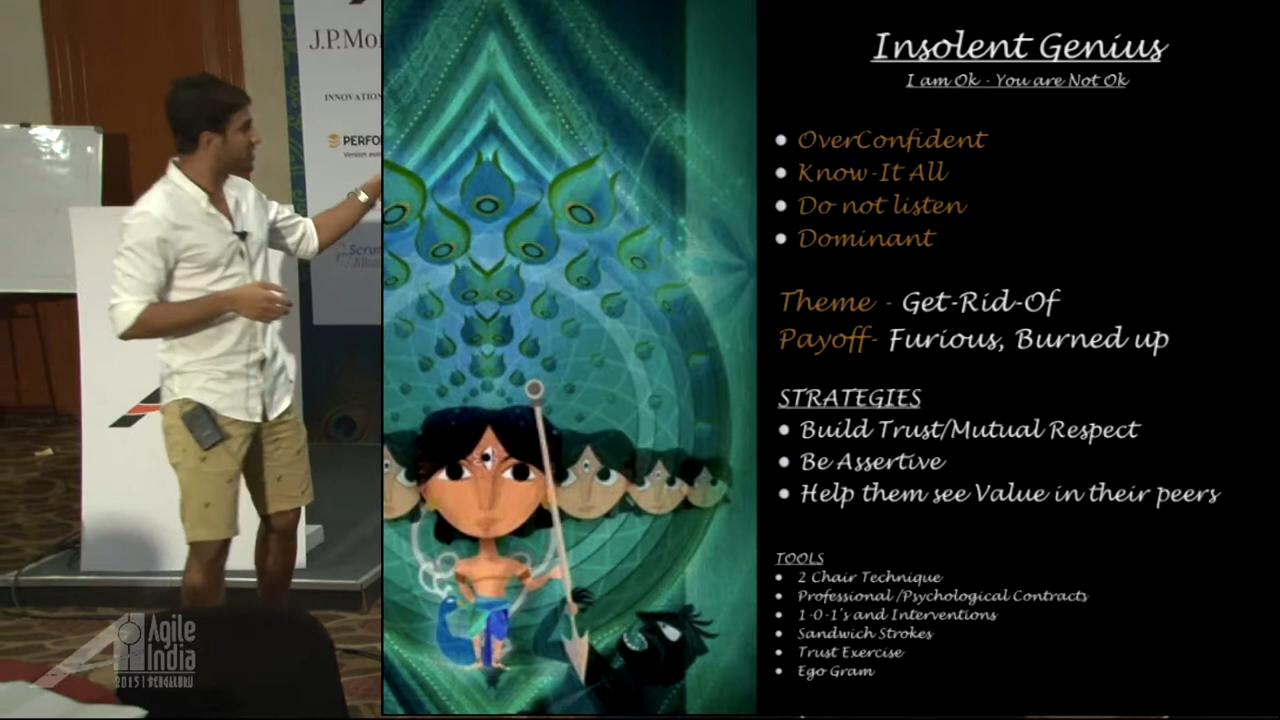 J.P.Mor
INNOVATION
PERFO
Scrum
Agile
India
2015 | BENGALURU
Insolent Genius
I am Ok - You are Not Ok
• OverConfident
• Know-It All
• Do not listen
• Dominant
Theme - Get-Rid-Of
Payoff- Furious, Burned up
STRATEGIES
• Build Trust/Mutual Respect
• Be Assertive
• Help them see Value in their peers
TOOLS
• 2 Chair Technique
• Professional /Psychological Contracts
• 1-0-1's and Interventions
• Sandwich Strokes
• Trust Exercise
• Ego Gram